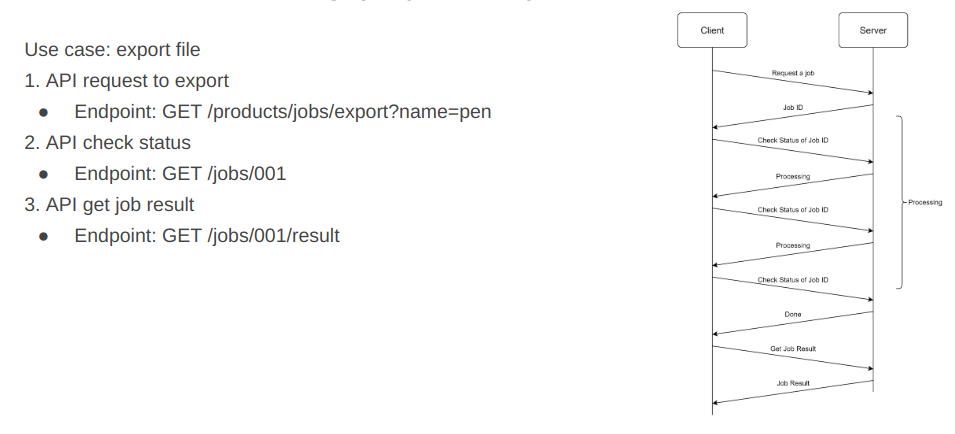 Use case: export file
1. API request to export
● Endpoint: GET /products/jobs/export?name=pen
2. API check status
● Endpoint: GET /jobs/001
3. API get job result
● Endpoint: GET /jobs/001/result
Client
Server
Request a job
Job ID
Check Status of Job ID
Processing
Check Status of Job ID
Processing
Processing
Check Status of Job ID
Done
Get Job Result
Job Result